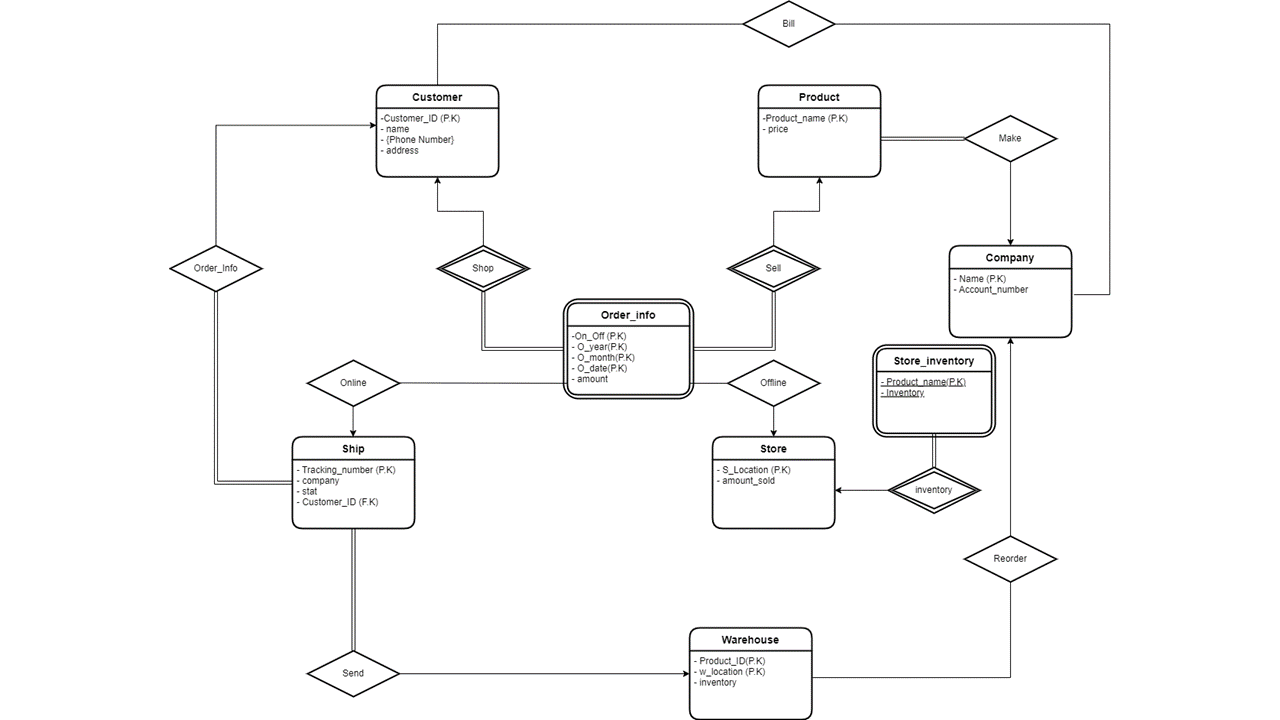 Bill
Customer
-Customer_ID (P.K)
- name
- {Phone Number}
- address
Product
-Product_name (P.K)
- price
Make
Order_Info
Shop
Sell
Company
- Name (P.K)
- Account_number
Order_info
-On_Off (P.K)
- O_year(P.K)
- O_month(P.K)
- O_date(P.K)
- amount
Online
Offline
Store_inventory
- Product_name(P.K)
- Inventory
Ship
- Tracking_number (P.K)
- company
- stat
- Customer_ID (F.K)
Store
- S_Location (P.K)
- amount_sold
inventory
Reorder
Send
Warehouse
- Product_ID(P.K)
- w_location (P.K)
- inventory